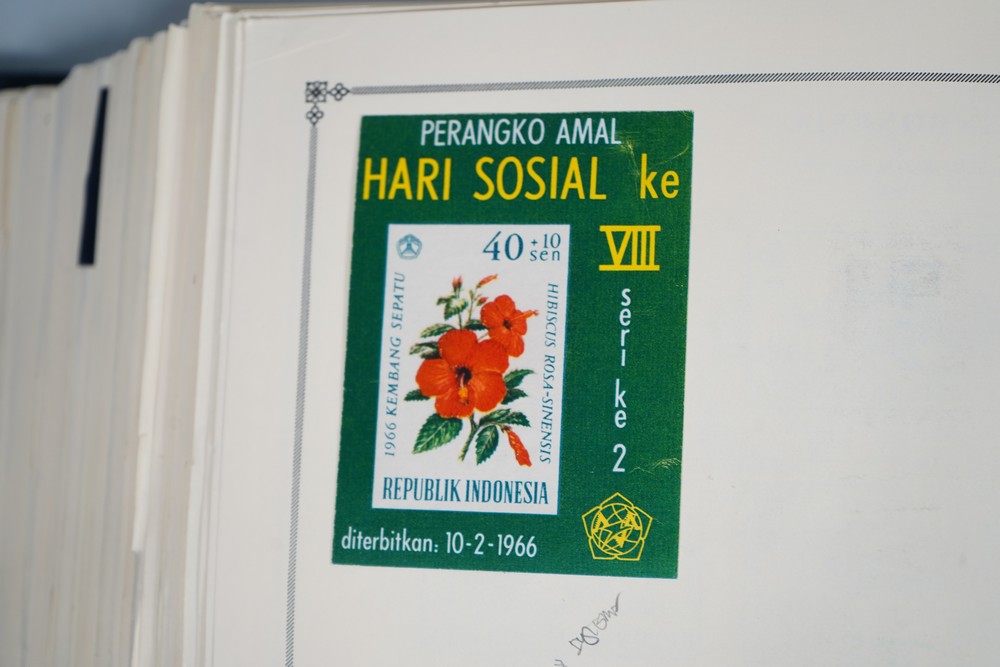 PERANGKO AMAL
HARI SOSIAL ke
VIII
seri ke 2
40 +10 sen
1966 KEMBANG SEPATU
HIBISCUS ROSA-SINENSIS
REPUBLIK INDONESIA
diterbitkan: 10-2-1966